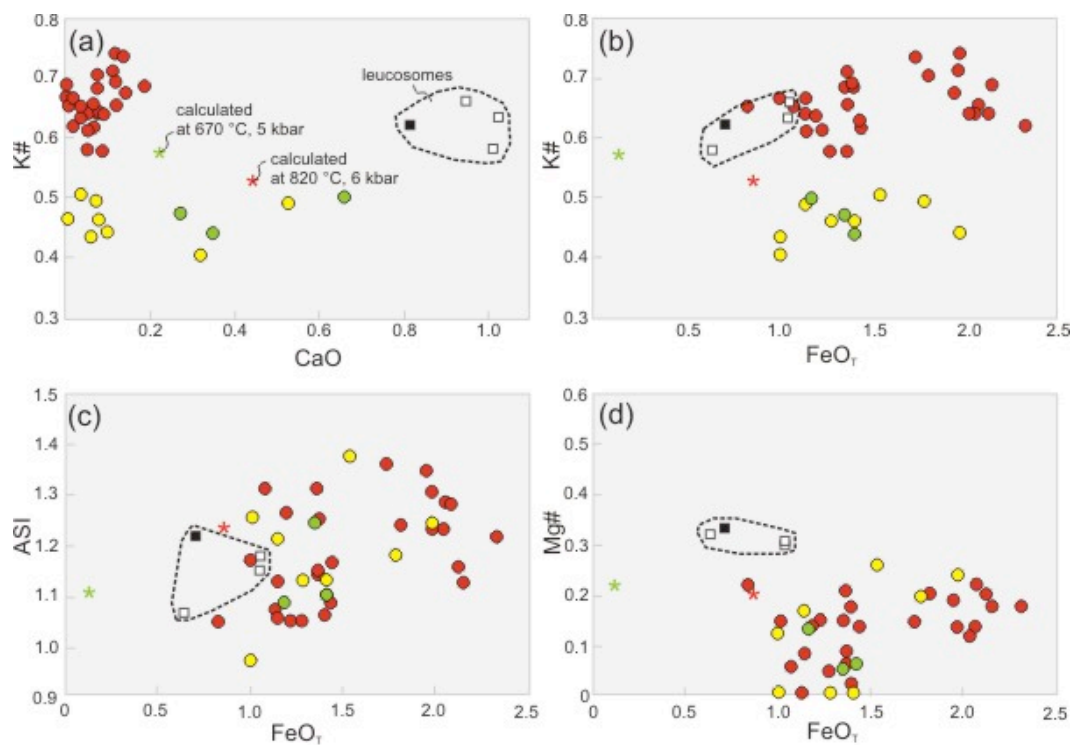 (a)
0.8
0.7
0.6
0.5
0.4
0.3
K#
leucosomes
calculated
at 670 °C, 5 kbar
calculated
at 820 °C, 6 kbar
0.2
0.4
0.6
0.8
1.0
CaO
(b)
0.8
0.7
0.6
0.5
0.4
0.3
K#
0.5
1.0
1.5
2.0
2.5
FeOT
(c)
1.5
1.4
1.3
1.2
1.1
1.0
0.9
ASI
0
0.5
1.0
1.5
2.0
2.5
FeOT
(d)
0.6
0.5
0.4
0.3
0.2
0.1
0
Mg#
0
0.5
1.0
1.5
2.0
2.5
FeOT